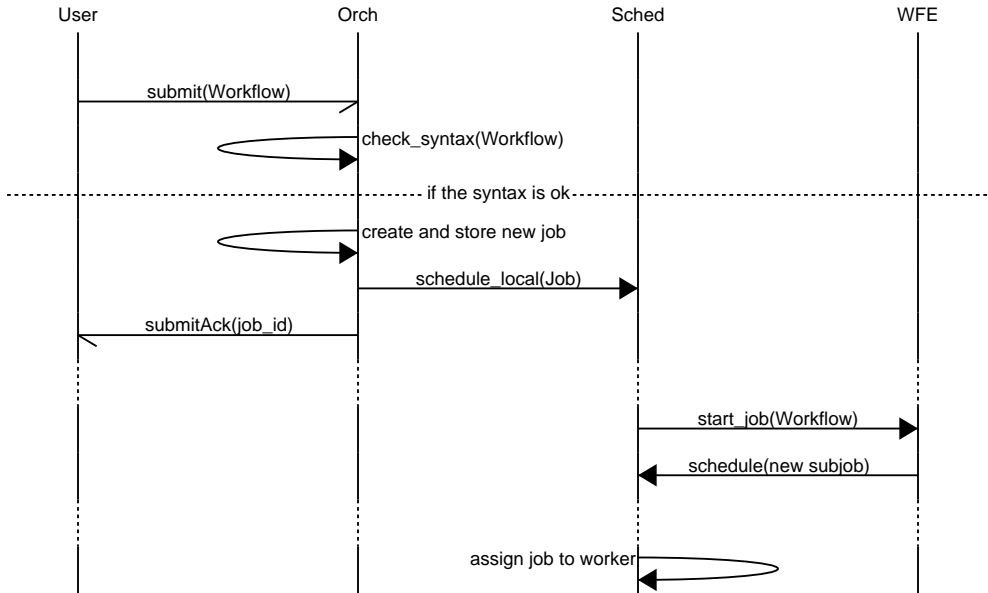 User Orch Sched WFE
submit(Workflow)
check_syntax(Workflow)
if the syntax is ok
create and store new job
schedule_local(Job)
submitAck(job_id)
start_job(Workflow)
schedule(new subjob)
assign job to worker